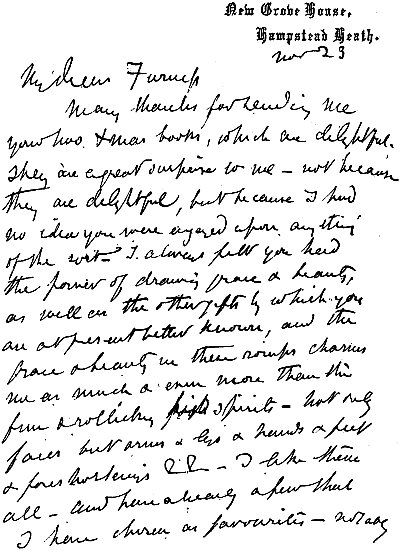 New Grove House,
Hampstead Heath.
Nov 23
My dear Furniss
Many thanks for sending me
your two Xmas books, which are delightful.
They are a great surprise to me – not because
they are delightful, but because I had
no idea you were engaged upon anything
of the sort – I always felt you had
the power of drawing grace & beauty,
as well as the other gifts by which you
are at present better known, and the
grace & beauty in these romps charms
me as much & even more than the
fun & rollicking spirits – not only
faces but arms & legs & hands & feet
& foreshortenings – I like them
all – and have already a few that
I have chosen as favourites – notably